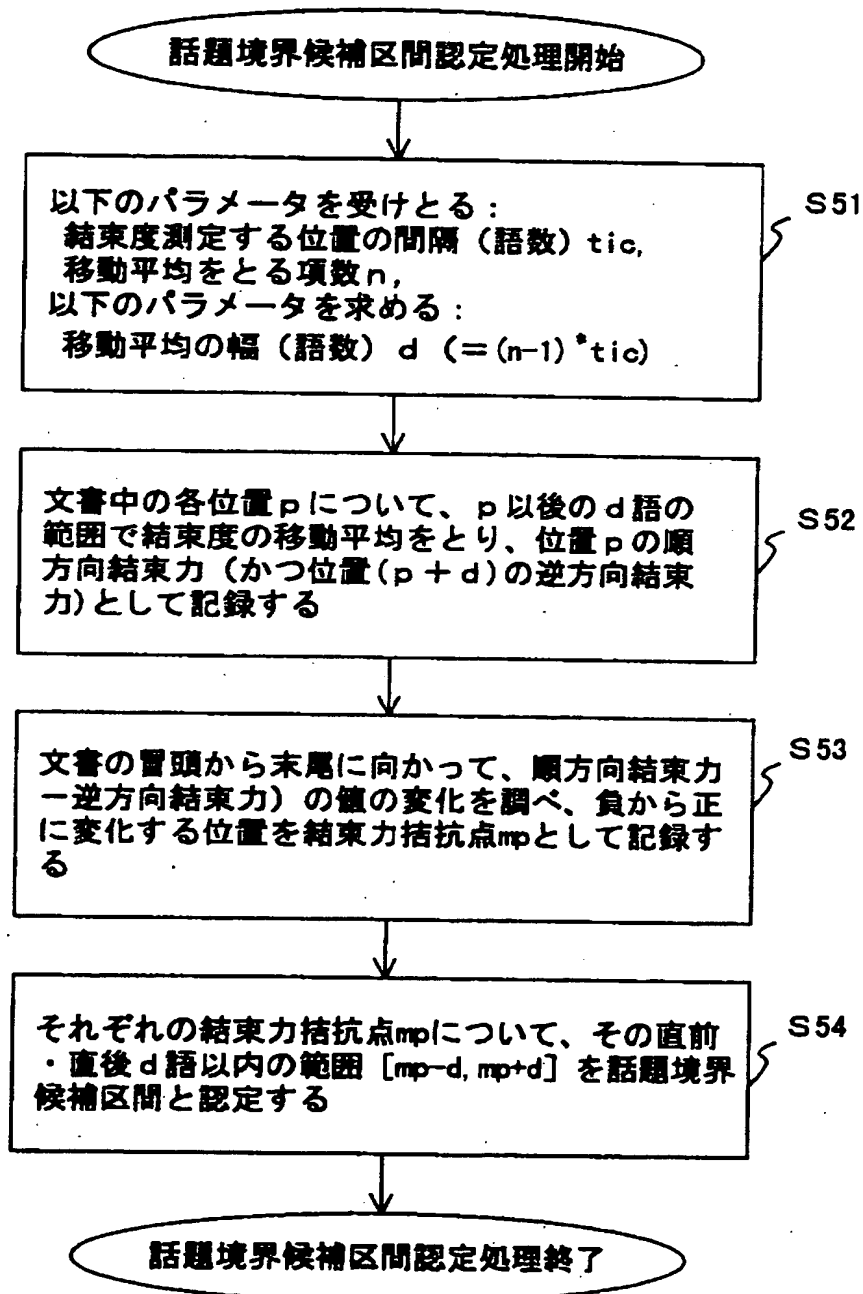 話題境界候補区間認定処理開始
S51
以下のパラメータを受けとる:
結束度測定する位置の間隔(語数)tic,
移動平均をとる項数n,
以下のパラメータを求める:
移動平均の幅(語数)d(=(n-1)*tic)
S52
文書中の各位置pについて、p以後のd語の
範囲で結束度の移動平均をとり、位置pの順
方向結束力(かつ位置(p+d)の逆方向結束
力)として記録する
S53
文書の冒頭から末尾に向かって、順方向結束力
-逆方向結束力)の値の変化を調べ、負から正
に変化する位置を結束力拮抗点mpとして記録す
る
S54
それぞれの結束力拮抗点mpについて、その直前
・直後d語以内の範囲[mp-d,mp+d]を話題境界
候補区間と認定する
話題境界候補区間認定処理終了